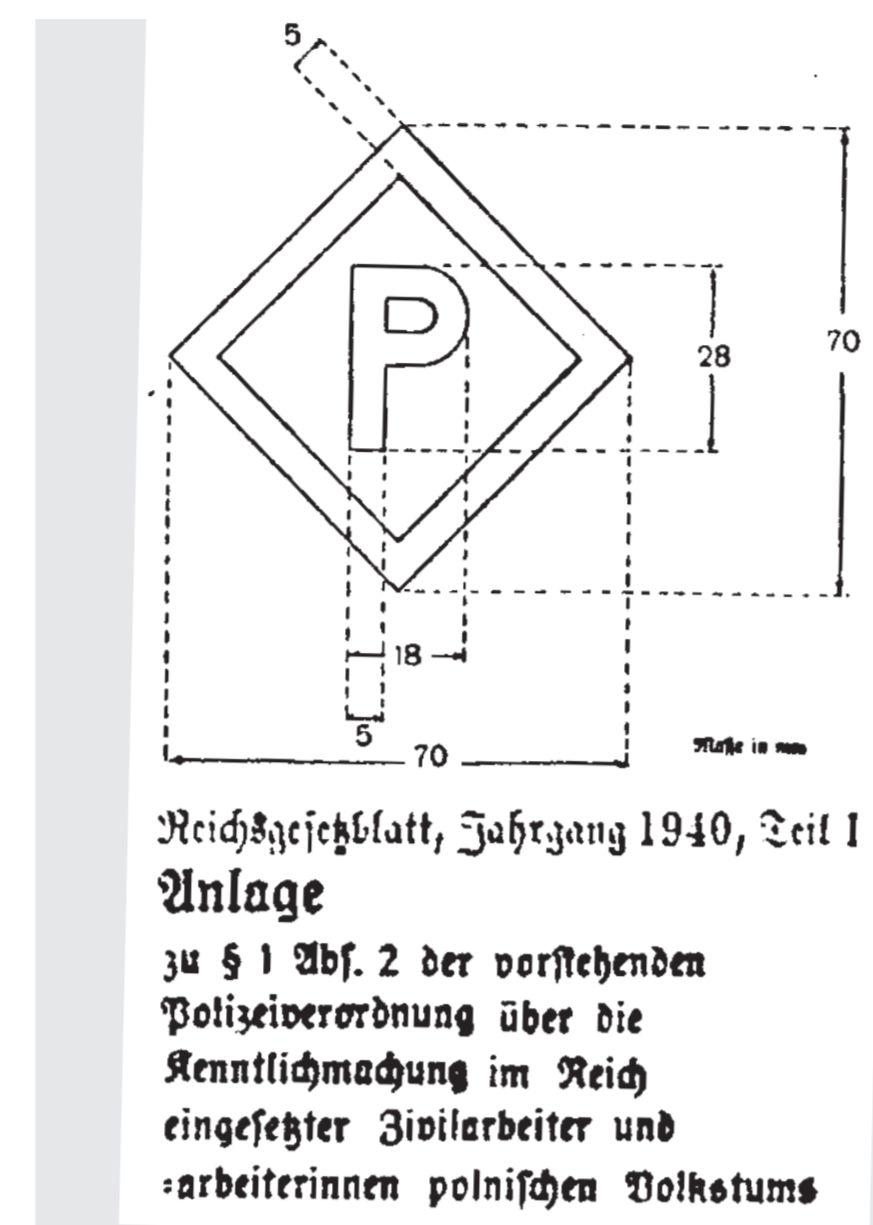 5
P
28
70
18
5
70
Maße in mm
Reichsgesetzblatt, Jahrgang 1940, Teil I
Anlage
zu § 1 Abs. 2 der vorstehenden
Polizeiverordnung über die
Kenntlichmachung im Reich
eingesetzter Zivilarbeiter und
=arbeiterinnen polnischen Volkstums